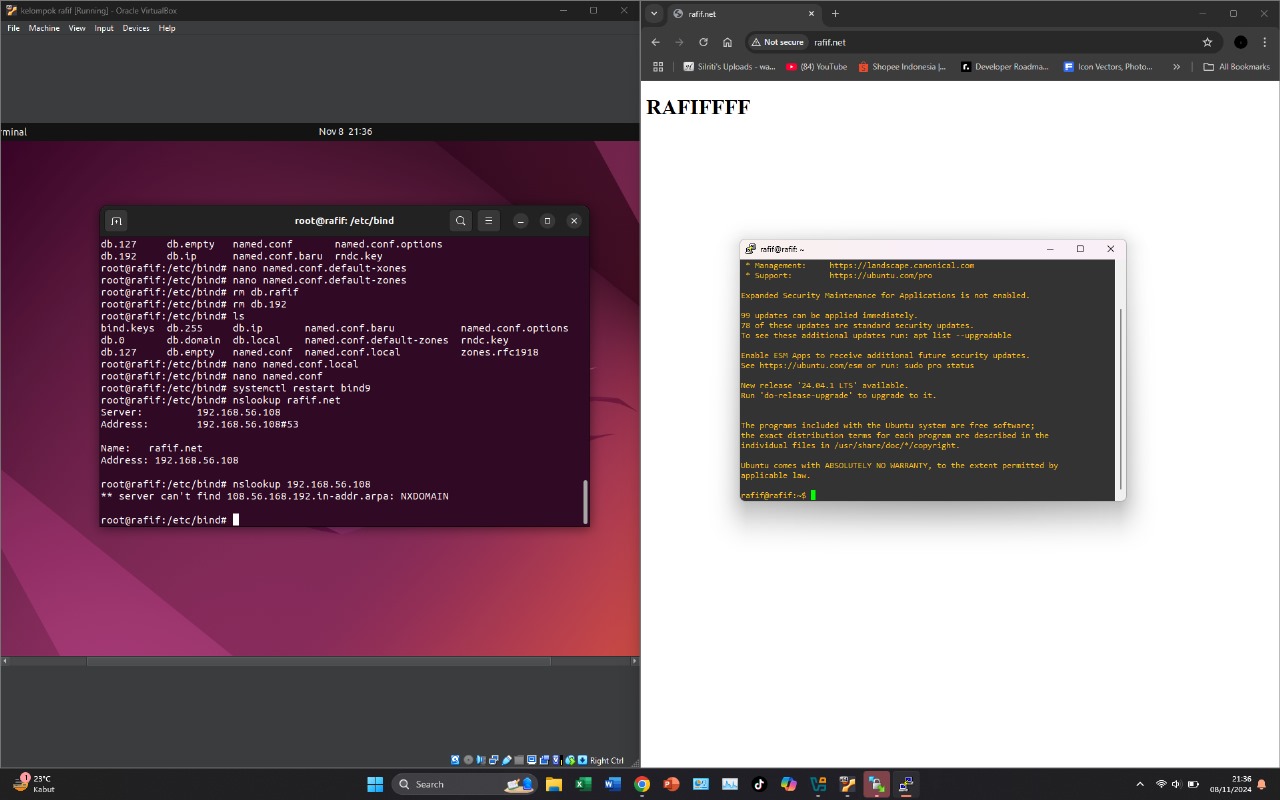 kelompok rafif [Running] - Oracle VirtualBox
File Machine View Input Devices Help
rminal
Nov 8 21:36
root@rafif: /etc/bind
db.127 db.empty named.conf named.conf.options
db.192 db.ip named.conf.baru rndc.key
root@rafif:/etc/bind# nano named.conf.default-xones
root@rafif:/etc/bind# nano named.conf.default-zones
root@rafif:/etc/bind# rm db.rafif
root@rafif:/etc/bind# rm db.192
root@rafif:/etc/bind# ls
bind.keys db.255 db.ip named.conf.baru named.conf.options
db.0 db.domain db.local named.conf.default-zones rndc.key
db.127 db.empty named.conf named.conf.local zones.rfc1918
root@rafif:/etc/bind# nano named.conf.local
root@rafif:/etc/bind# nano named.conf
root@rafif:/etc/bind# systemctl restart bind9
root@rafif:/etc/bind# nslookup rafif.net
Server: 192.168.56.108
Address: 192.168.56.108#53
Name: rafif.net
Address: 192.168.56.108
root@rafif:/etc/bind# nslookup 192.168.56.108
** server can't find 108.56.168.192.in-addr.arpa: NXDOMAIN
root@rafif:/etc/bind#
Right Ctrl
rafif.net
Not secure rafif.net
Silriti's Uploads - wa... (84) YouTube Shopee Indonesia |... Developer Roadma... Icon Vectors, Photo... » All Bookmarks
RAFIFFFF
rafif@rafif: ~
* Management: https://landscape.canonical.com
* Support: https://ubuntu.com/pro
Expanded Security Maintenance for Applications is not enabled.
99 updates can be applied immediately.
78 of these updates are standard security updates.
To see these additional updates run: apt list --upgradable
Enable ESM Apps to receive additional future security updates.
See https://ubuntu.com/esm or run: sudo pro status
New release '24.04.1 LTS' available.
Run 'do-release-upgrade' to upgrade to it.
The programs included with the Ubuntu system are free software;
the exact distribution terms for each program are described in the
individual files in /usr/share/doc/*/copyright.
Ubuntu comes with ABSOLUTELY NO WARRANTY, to the extent permitted by
applicable law.
rafif@rafif:~$
1
23°C
Kabut
Search
21:36
08/11/2024